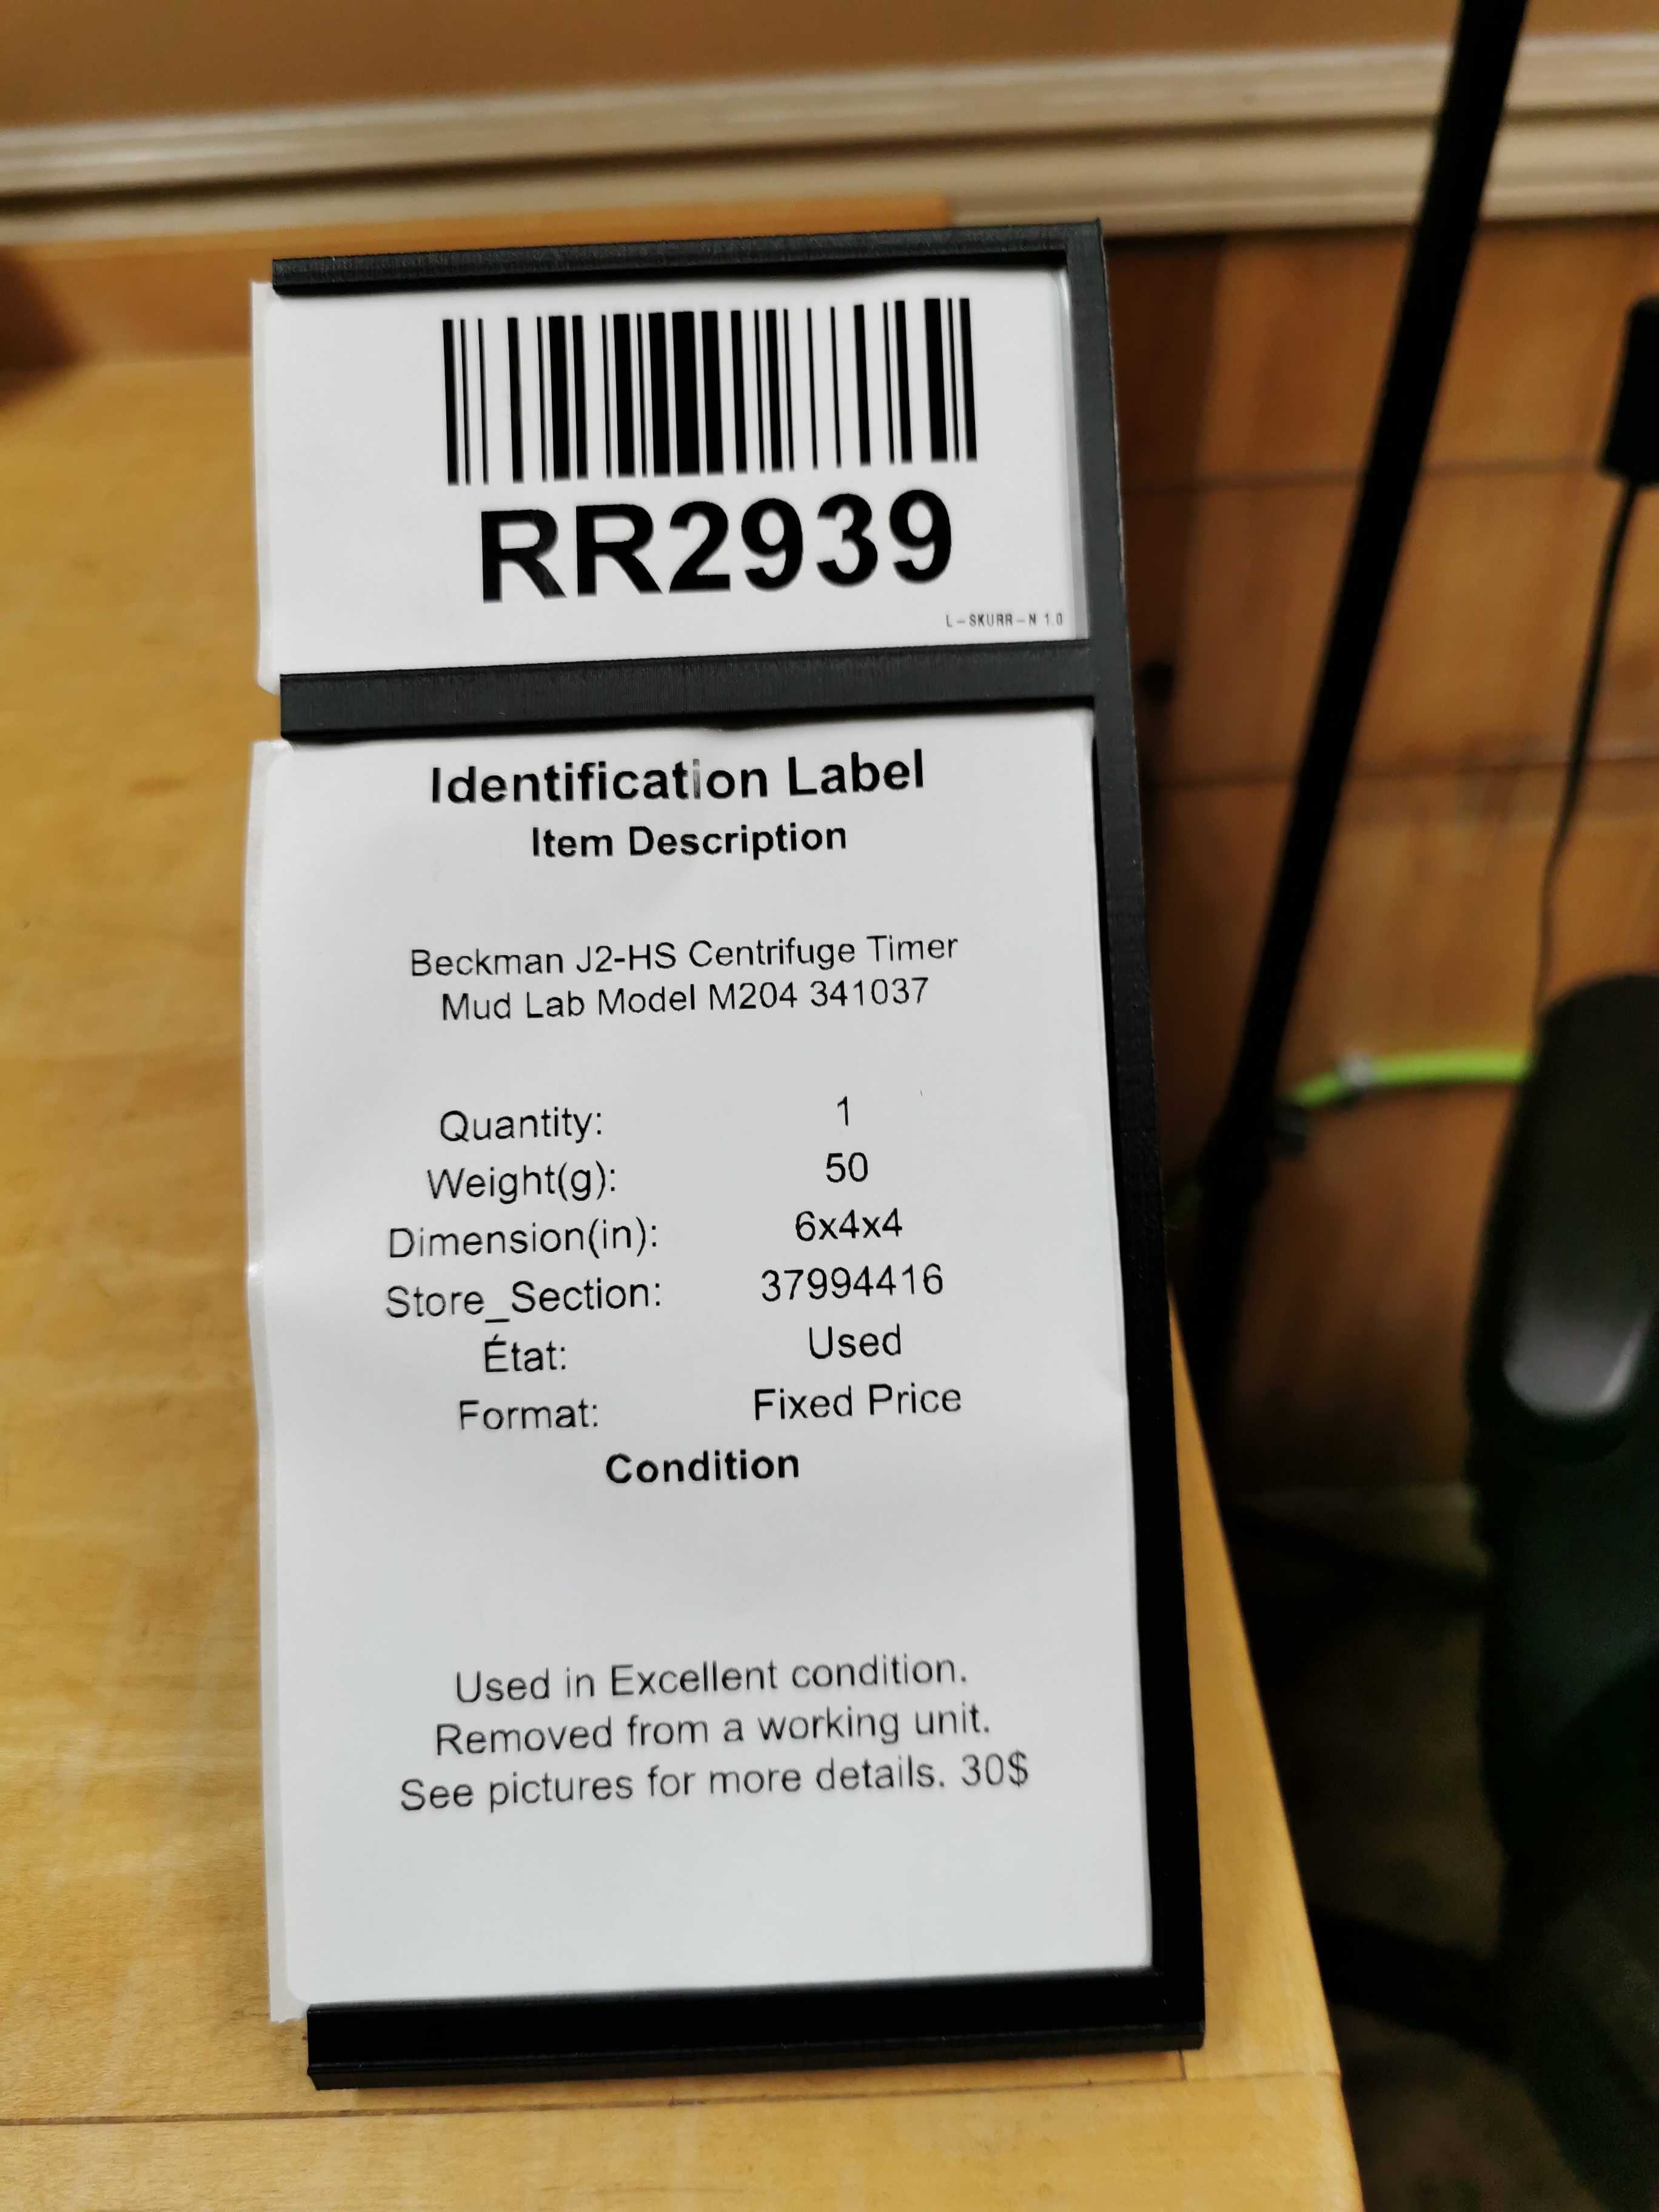 RR2939
L-SKURR-N 1.0
Identification Label
Item Description
Beckman J2-HS Centrifuge Timer
Mud Lab Model M204 341037
Quantity: 1
Weight(g): 50
Dimension(in): 6x4x4
Store_Section: 37994416
État: Used
Format: Fixed Price
Condition
Used in Excellent condition.
Removed from a working unit.
See pictures for more details. 30$